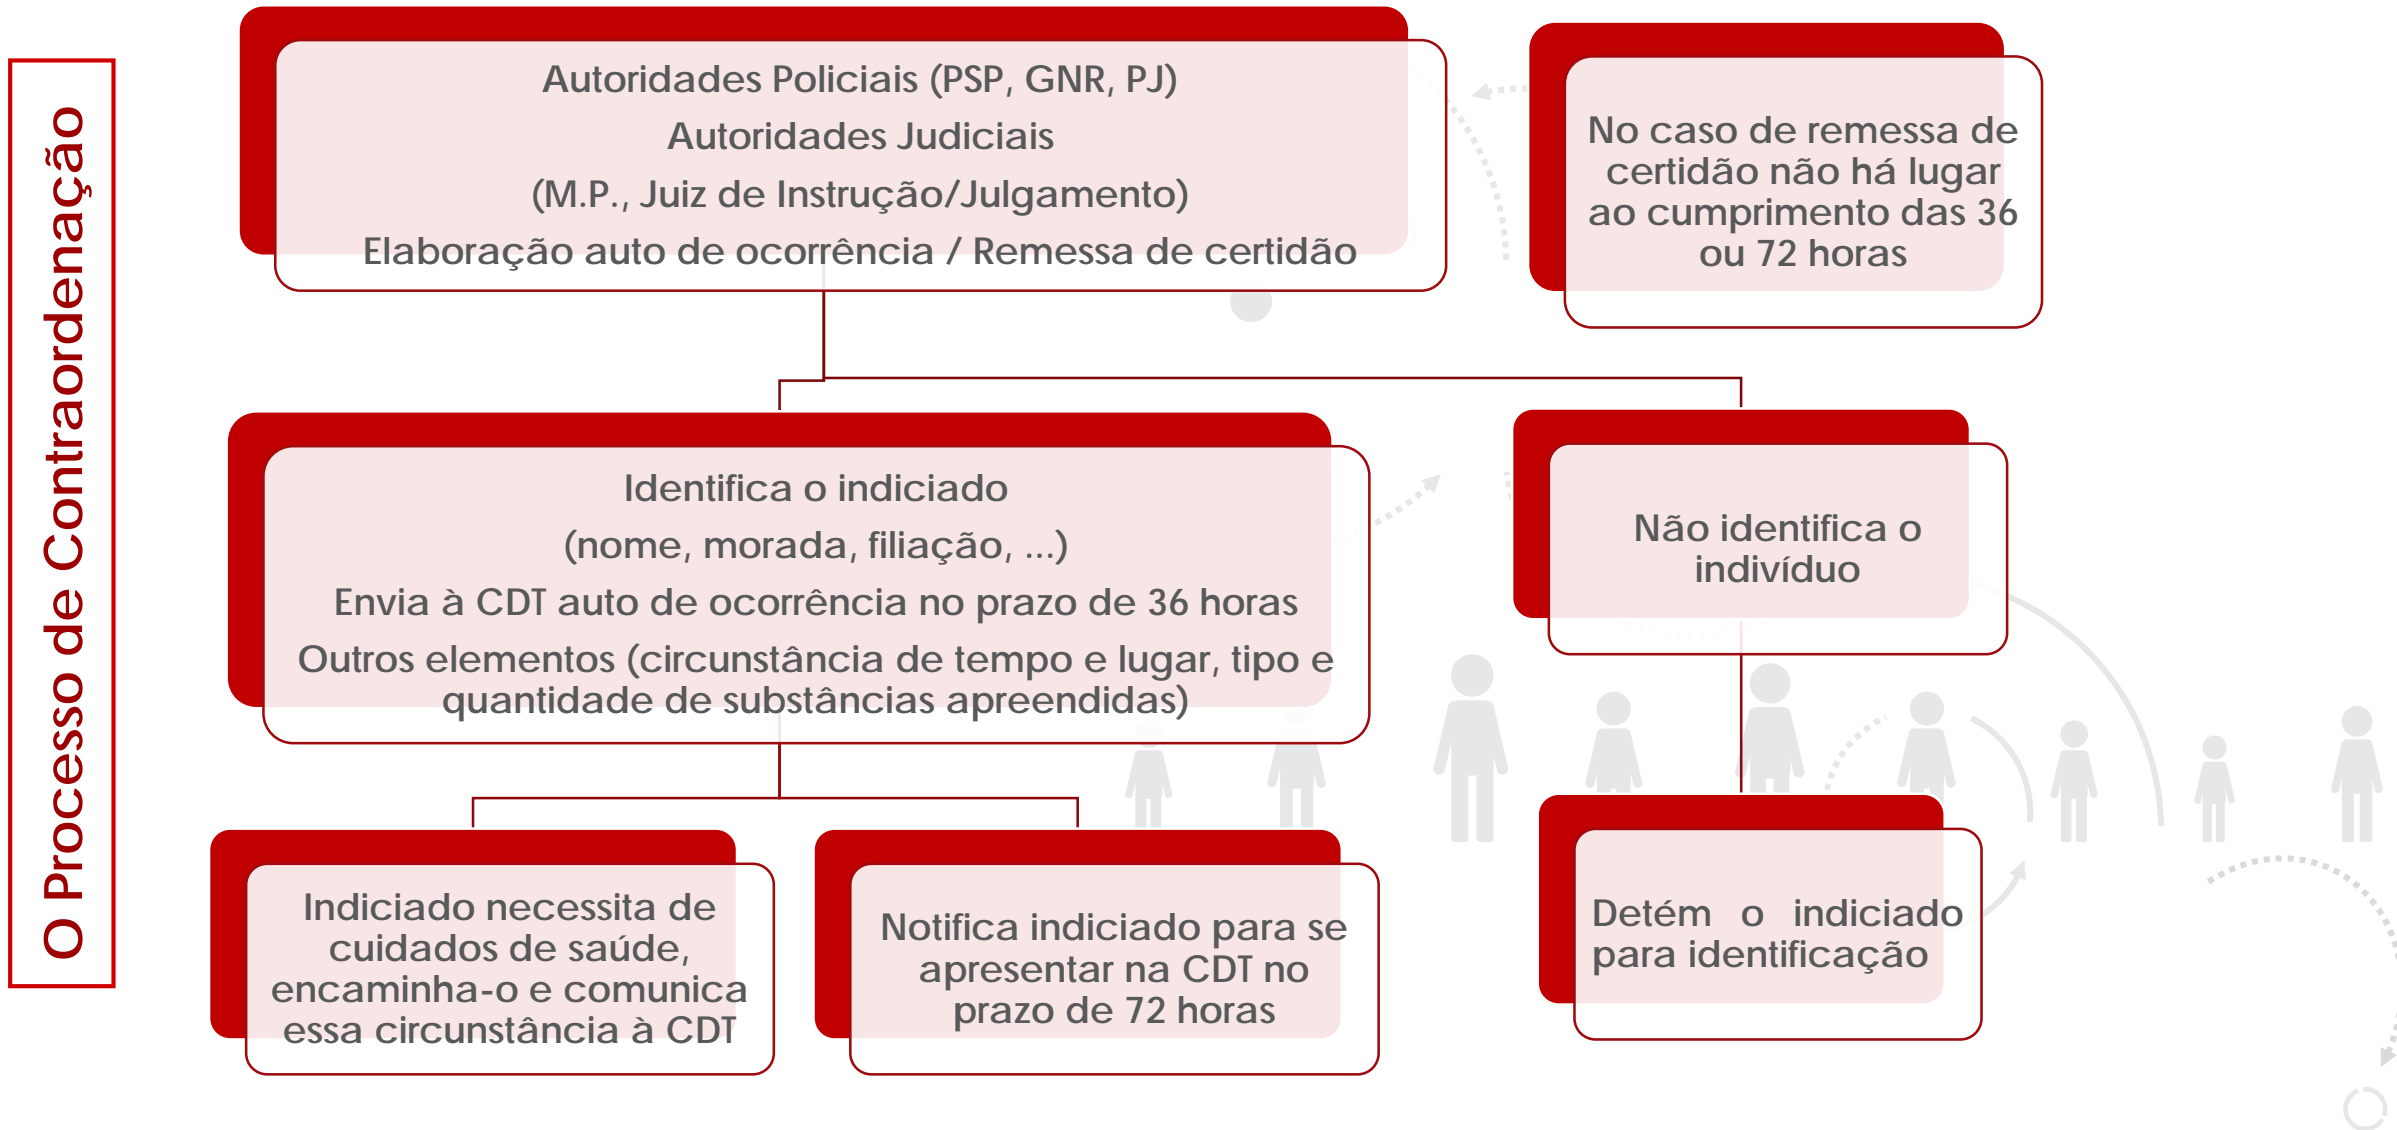 O Processo de Contraordenação
Autoridades Policiais (PSP, GNR, PJ)
Autoridades Judiciais
(M.P., Juiz de Instrução/Julgamento)
Elaboração auto de ocorrência / Remessa de certidão
No caso de remessa de
certidão não há lugar
ao cumprimento das 36
ou 72 horas
Identifica o indiciado
(nome, morada, filiação, ...)
Envia à CDT auto de ocorrência no prazo de 36 horas
Outros elementos (circunstância de tempo e lugar, tipo e
quantidade de substâncias apreendidas)
Não identifica o
indivíduo
Indiciado necessita de
cuidados de saúde,
encaminha-o e comunica
essa circunstância à CDT
Notifica indiciado para se
apresentar na CDT no
prazo de 72 horas
Detém o indiciado
para identificação